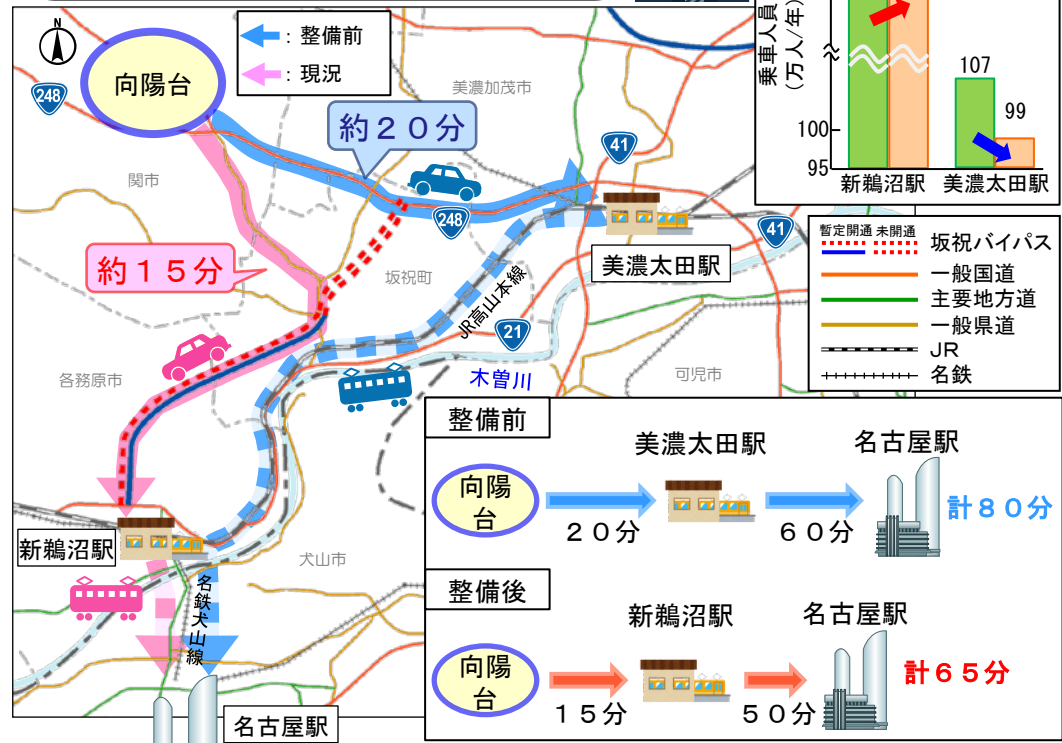 N
：整備前
：現況
向陽台
248
美濃加茂市
約２０分
41
関市
248
美濃太田駅
41
約１５分
坂祝町
JR高山本線
21
各務原市
木曽川
可児市
新鵜沼駅
犬山市
名鉄犬山線
名古屋駅
乗車人員
(万人/年)
107
99
100
95
新鵜沼駅
美濃太田駅
暫定開通 未開通
坂祝バイパス
一般国道
主要地方道
一般県道
JR
名鉄
整備前
美濃太田駅
名古屋駅
向陽
台
２０分
６０分
計８０分
整備後
新鵜沼駅
名古屋駅
向陽
台
１５分
５０分
計６５分